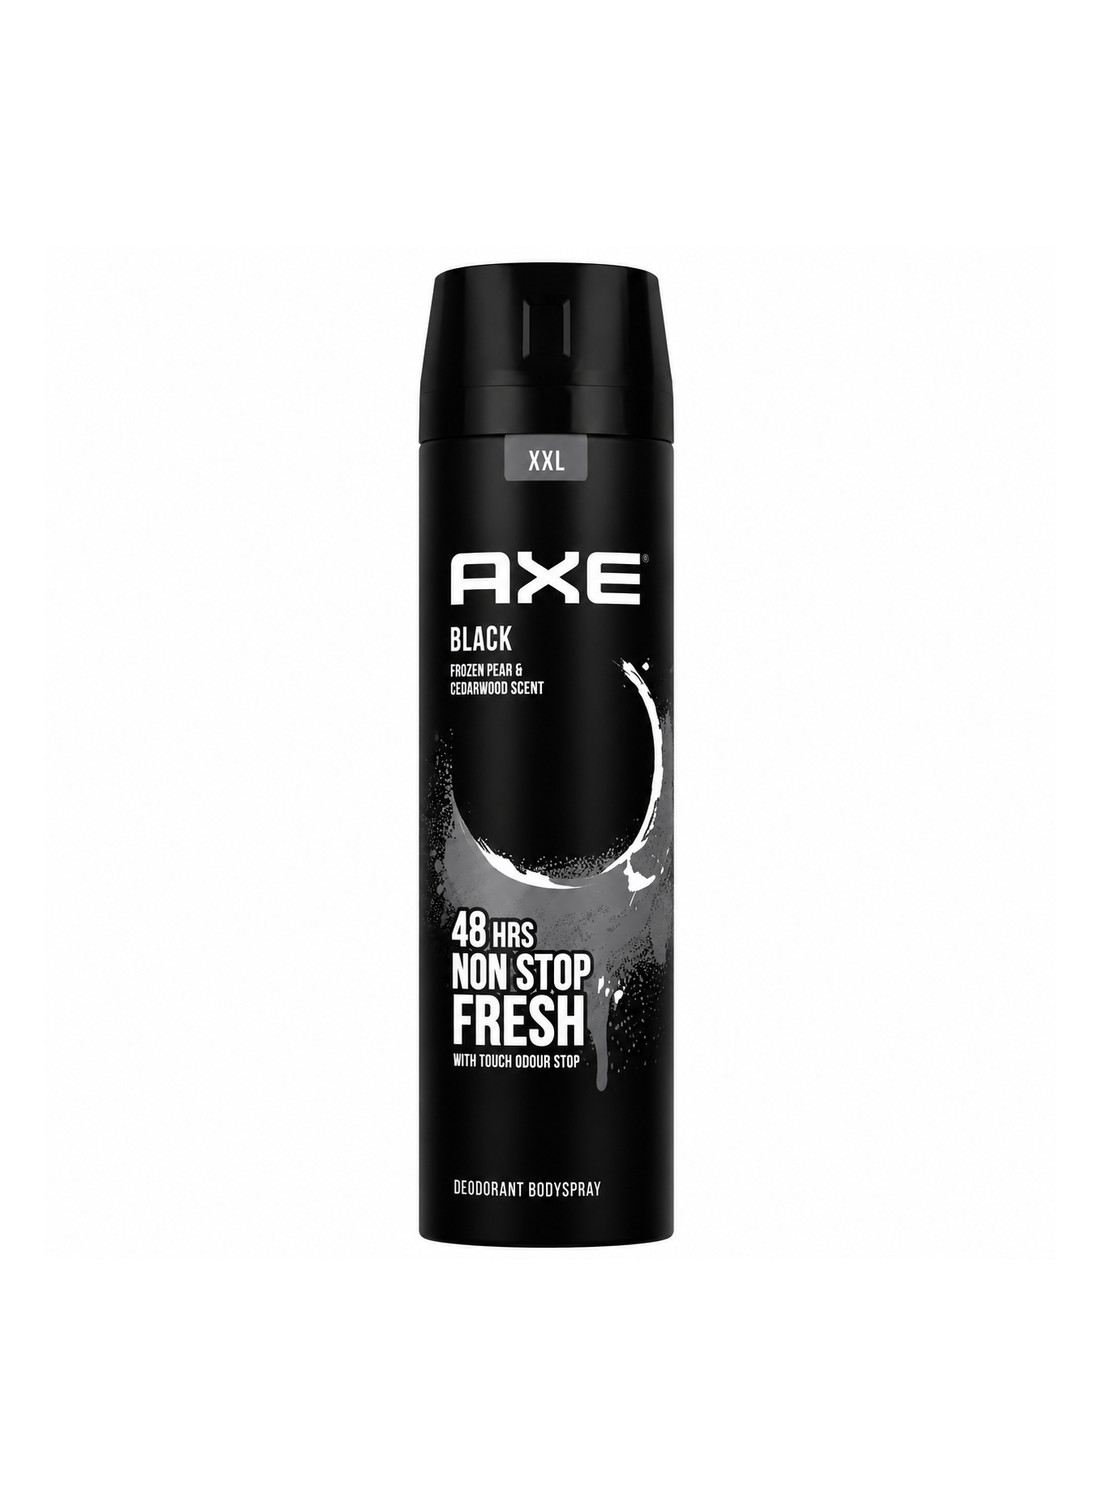 XXL
AXE®
BLACK
FROZEN PEAR &
CEDARWOOD SCENT
48 HRS
NON STOP
FRESH
WITH TOUCH ODOUR STOP
DEODORANT BODYSPRAY